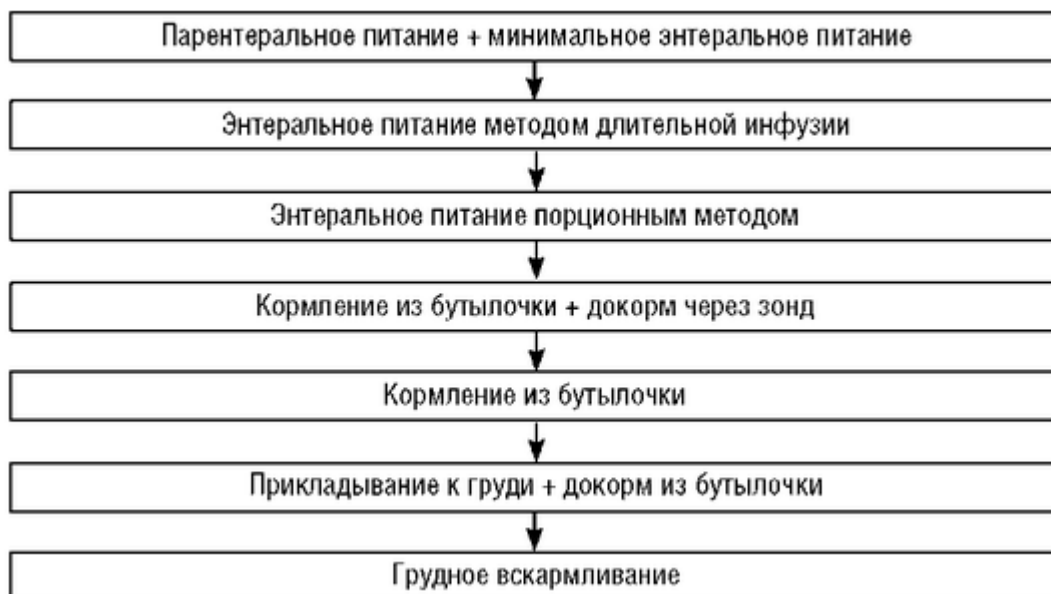 Парентеральное питание + минимальное энтеральное питание
Энтеральное питание методом длительной инфузии
Энтеральное питание порционным методом
Кормление из бутылочки + докорм через зонд
Кормление из бутылочки
Прикладывание к груди + докорм из бутылочки
Грудное вскармливание